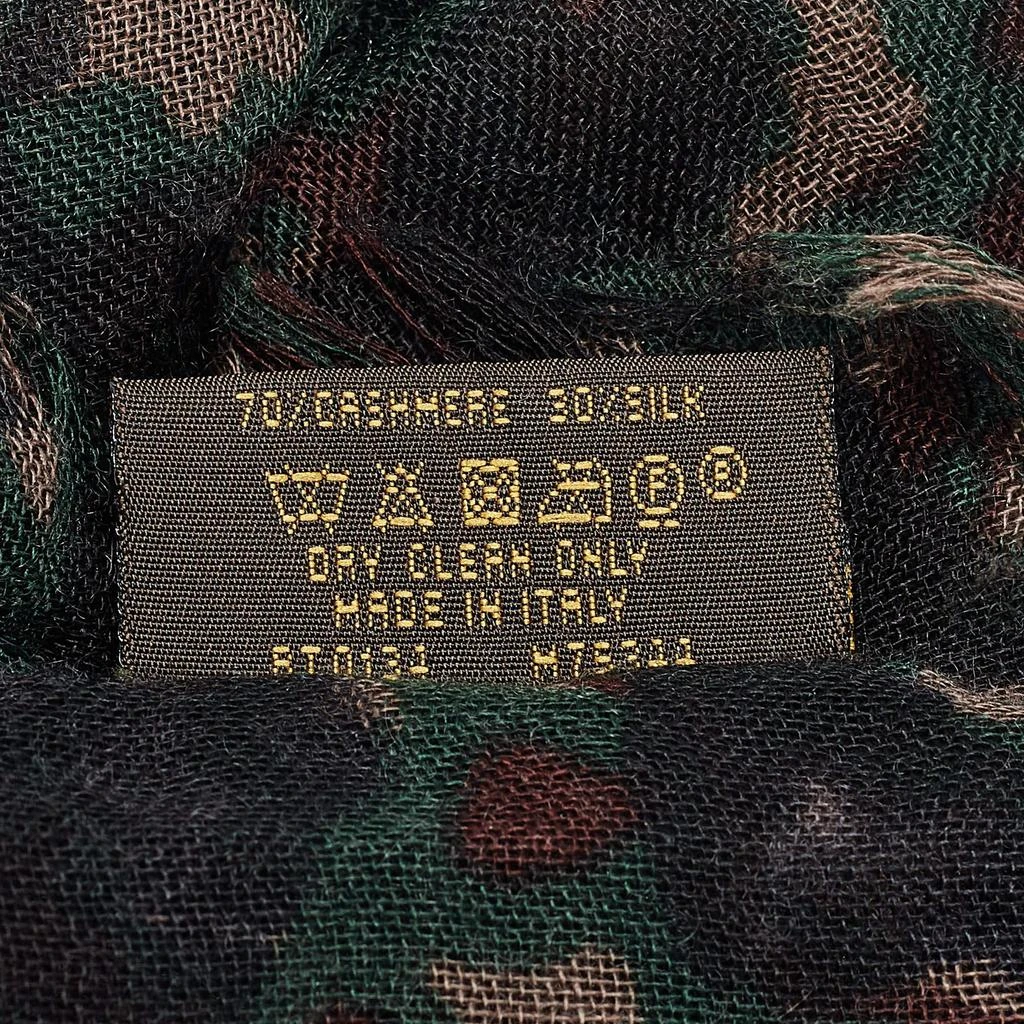 70%CASHMERE 30%SILK
P B
DRY CLEAN ONLY
MADE IN ITALY